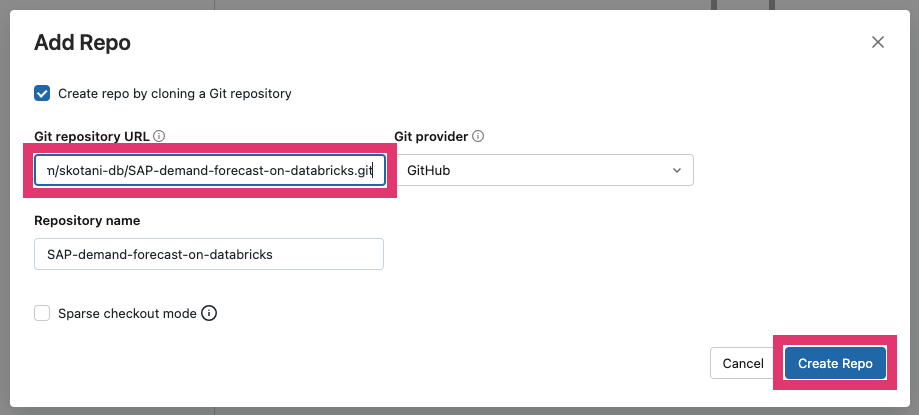 Add Repo
Create repo by cloning a Git repository
Git repository URL
Git provider
m/skotani-db/SAP-demand-forecast-on-databricks.git
GitHub
Repository name
SAP-demand-forecast-on-databricks
Sparse checkout mode
Cancel
Create Repo